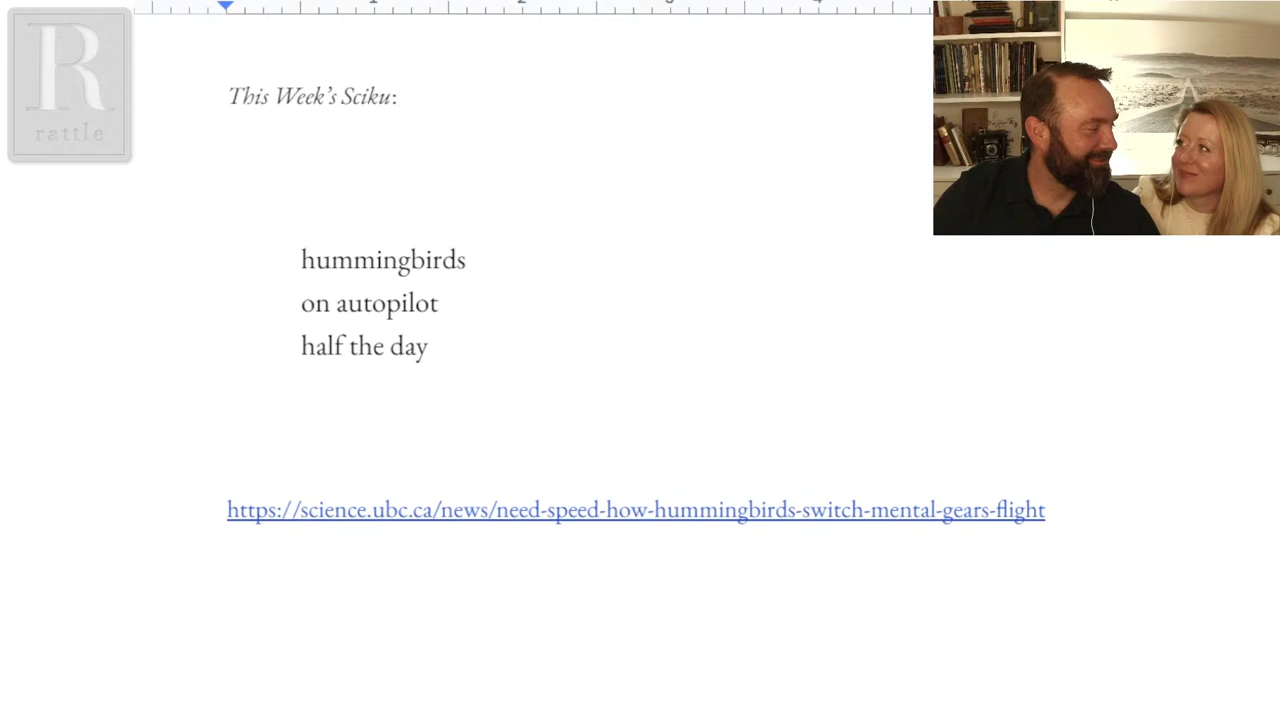 R
rattle
This Week's Sciku:
hummingbirds
on autopilot
half the day
https://science.ubc.ca/news/need-speed-how-hummingbirds-switch-mental-gears-flight